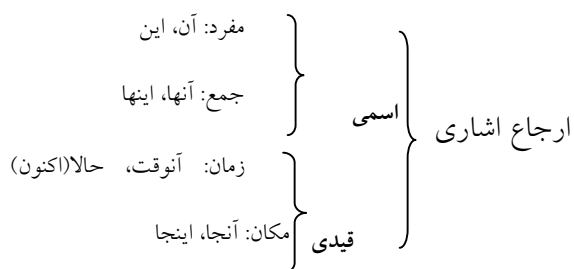 ارجاع اشاری
اسمی
مفرد: آن، این
جمع: آنها، اینها
قیدی
زمان: آنوقت، حالا(اکنون)
مکان: آنجا، اینجا